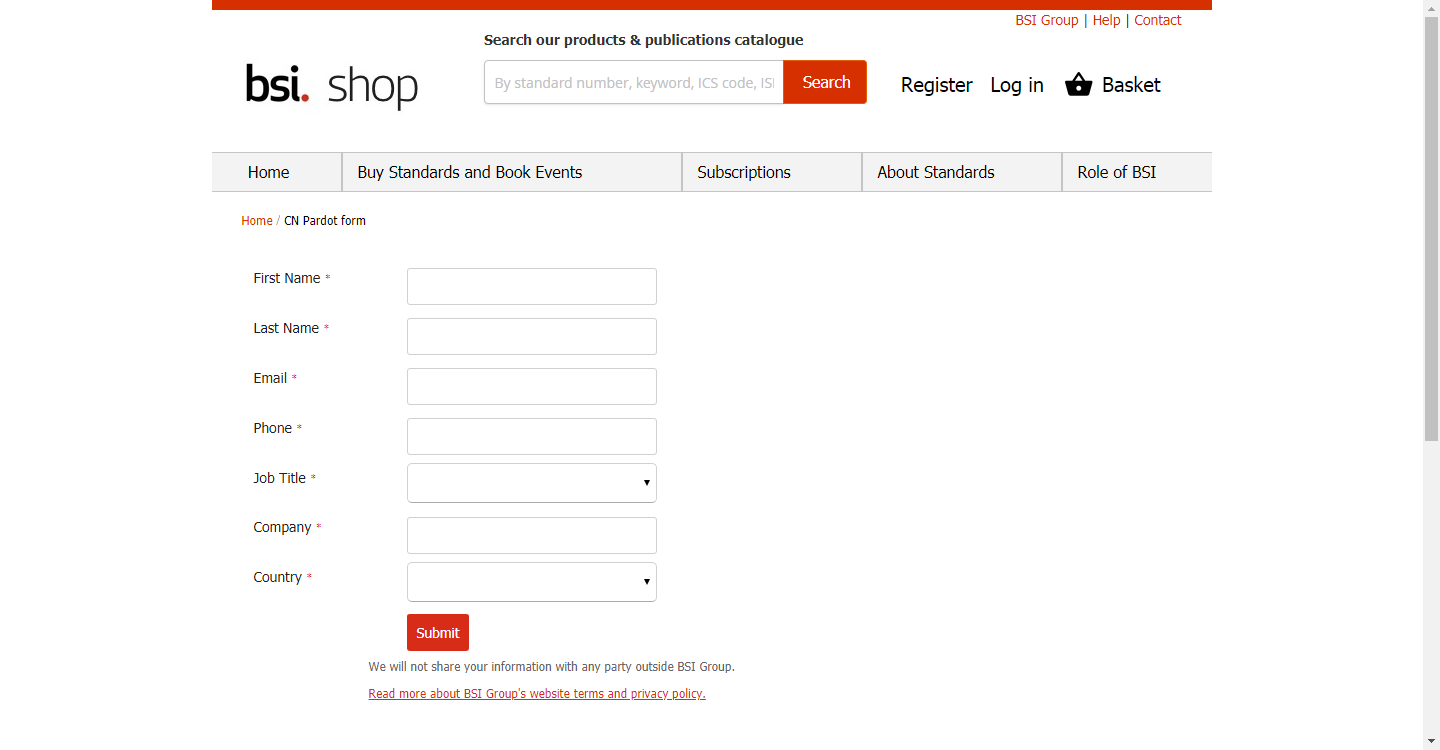 BSI Group | Help | Contact
Search our products & publications catalogue
bsi. shop
By standard number, keyword, ICS code, ISI
Search
Register
Log in
Basket
Home
Buy Standards and Book Events
Subscriptions
About Standards
Role of BSI
Home / CN Pardot form
First Name *
Last Name *
Email *
Phone *
Job Title *
Company *
Country *
Submit
We will not share your information with any party outside BSI Group.
Read more about BSI Group's website terms and privacy policy.